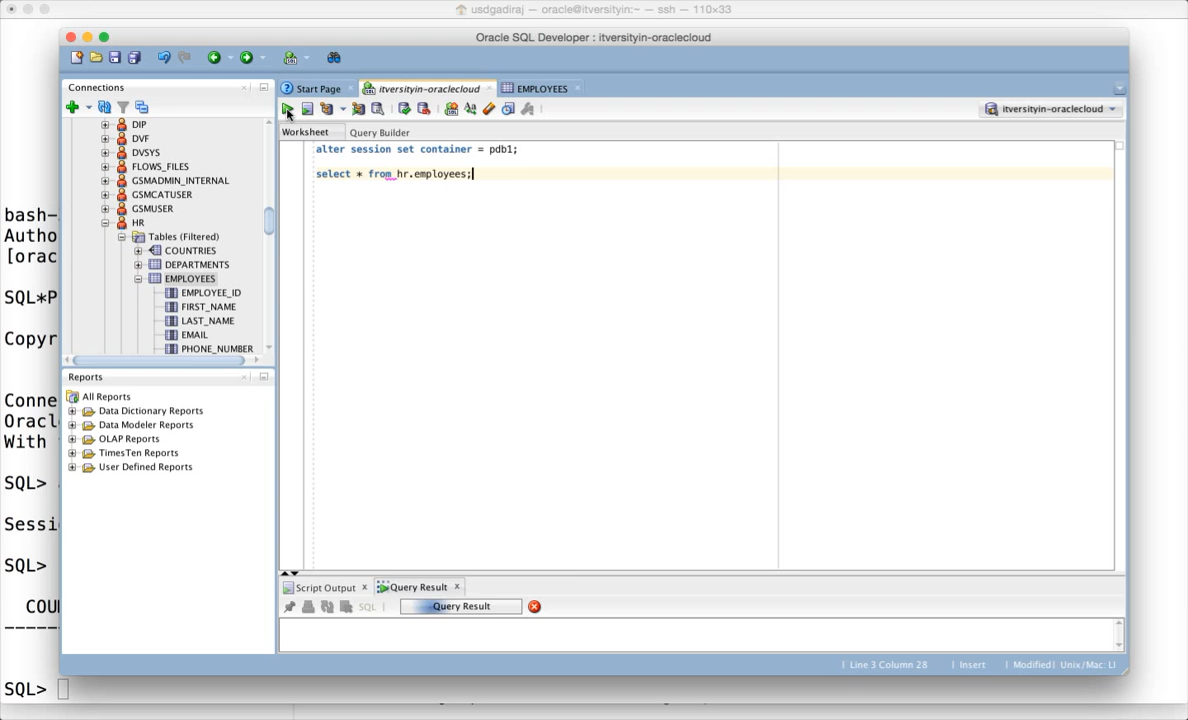 usdgadiraj — oracle@itversityin:~ — ssh — 110×33
Oracle SQL Developer : itversityin-oraclecloud
Connections
Start Page
itversityin-oraclecloud
EMPLOYEES
itversityin-oraclecloud
Worksheet
Query Builder
DIP
DVF
DVSYS
FLOWS_FILES
GSMADMIN_INTERNAL
GSMCATUSER
GSMUSER
HR
Tables (Filtered)
COUNTRIES
DEPARTMENTS
EMPLOYEES
EMPLOYEE_ID
FIRST_NAME
LAST_NAME
EMAIL
PHONE_NUMBER
alter session set container = pdb1;
select * from hr.employees;
Reports
All Reports
Data Dictionary Reports
Data Modeler Reports
OLAP Reports
TimesTen Reports
User Defined Reports
Script Output
Query Result
SQL
Query Result
Line 3 Column 28
Insert
Modified
Unix/Mac: LI
bash-
Autho
[orac
SQL*P
Copyr
Conne
Oracl
With
SQL>
Sessi
SQL>
COU
------
SQL>